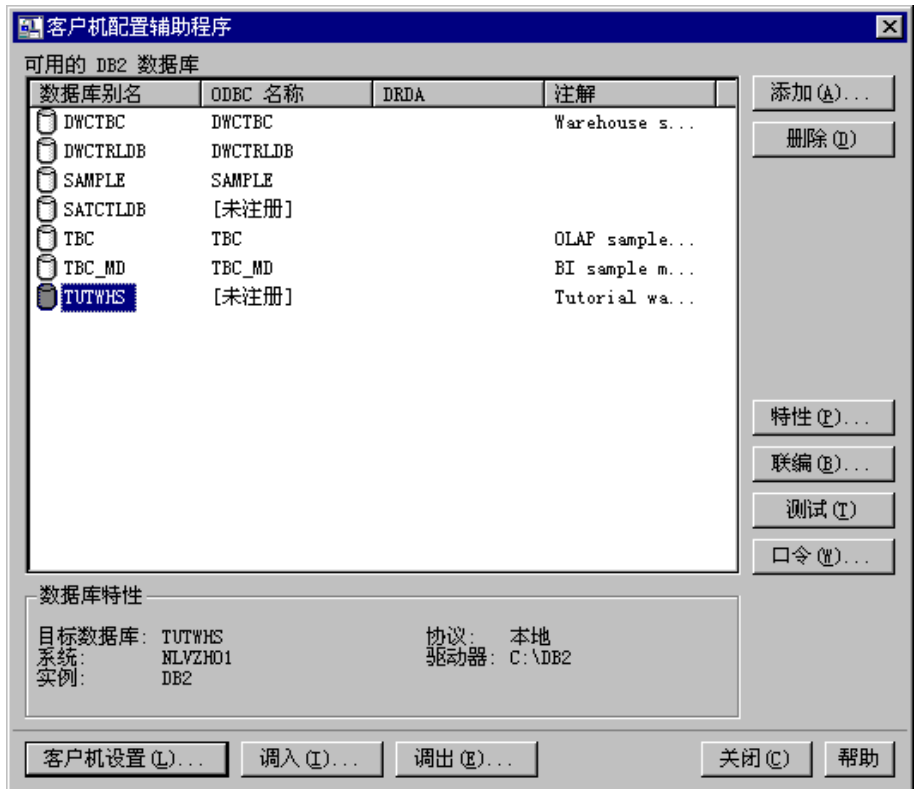 客户机配置辅助程序
可用的 DB2 数据库
数据库别名 ODBC 名称 DRDA 注解
DWCTBC DWCTBC Warehouse s...
DWCTRLDB DWCTRLDB
SAMPLE SAMPLE
SATCTLDB [未注册]
TBC TBC OLAP sample...
TBC_MD TBC_MD BI sample m...
TUTWHS [未注册] Tutorial wa...
添加(A)...
删除(D)
特性(P)...
联编(B)...
测试(T)
口令(W)...
数据库特性
目标数据库: TUTWHS 协议: 本地
系统: NLVZH01 驱动器: C:\DB2
实例: DB2
客户机设置(L)... 调入(I)... 调出(E)... 关闭(C) 帮助